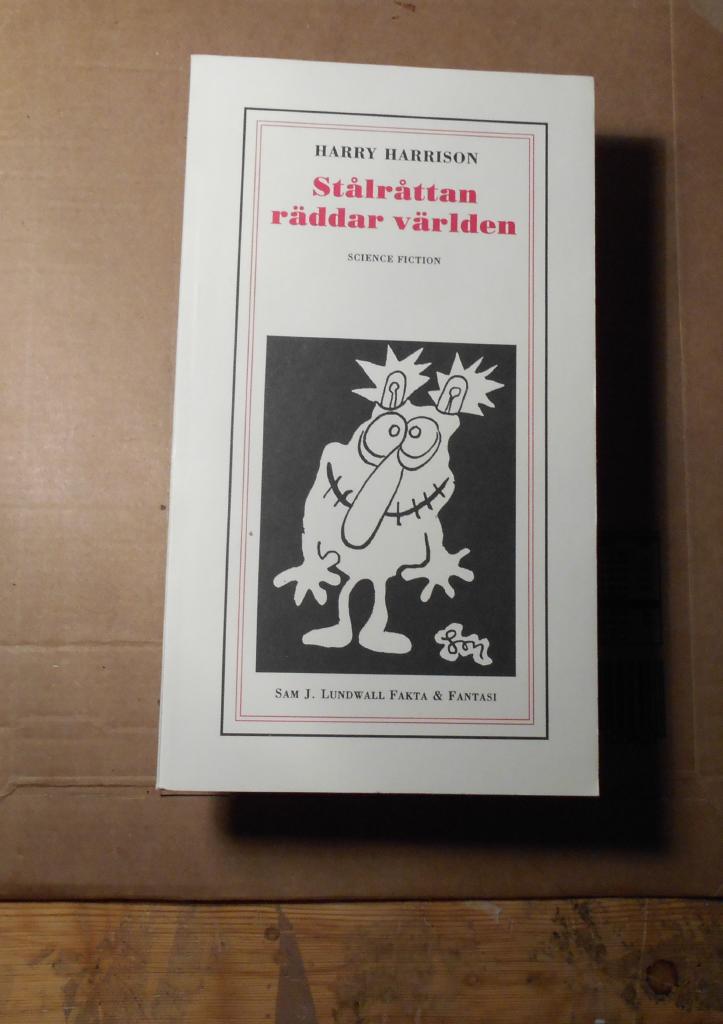 HARRY HARRISON
Stålråttan
räddar världen
SCIENCE FICTION
SAM J. LUNDWALL FAKTA & FANTASI